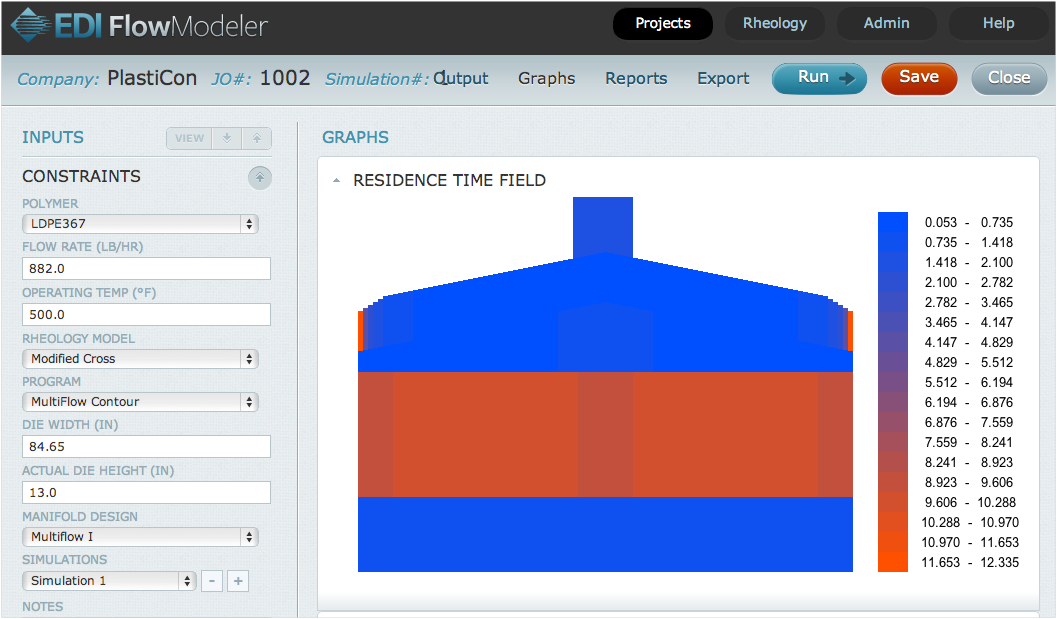 EDI FlowModeler
Projects Rheology Admin Help
Company: PlastiCon JO#: 1002 Simulation#: Output Graphs Reports Export Run Save Close
INPUTS VIEW
CONSTRAINTS
POLYMER
LDPE367
FLOW RATE (LB/HR)
882.0
OPERATING TEMP (°F)
500.0
RHEOLOGY MODEL
Modified Cross
PROGRAM
MultiFlow Contour
DIE WIDTH (IN)
84.65
ACTUAL DIE HEIGHT (IN)
13.0
MANIFOLD DESIGN
Multiflow I
SIMULATIONS
Simulation 1 - +
NOTES
GRAPHS
RESIDENCE TIME FIELD
0.053 - 0.735
0.735 - 1.418
1.418 - 2.100
2.100 - 2.782
2.782 - 3.465
3.465 - 4.147
4.147 - 4.829
4.829 - 5.512
5.512 - 6.194
6.194 - 6.876
6.876 - 7.559
7.559 - 8.241
8.241 - 8.923
8.923 - 9.606
9.606 - 10.288
10.288 - 10.970
10.970 - 11.653
11.653 - 12.335